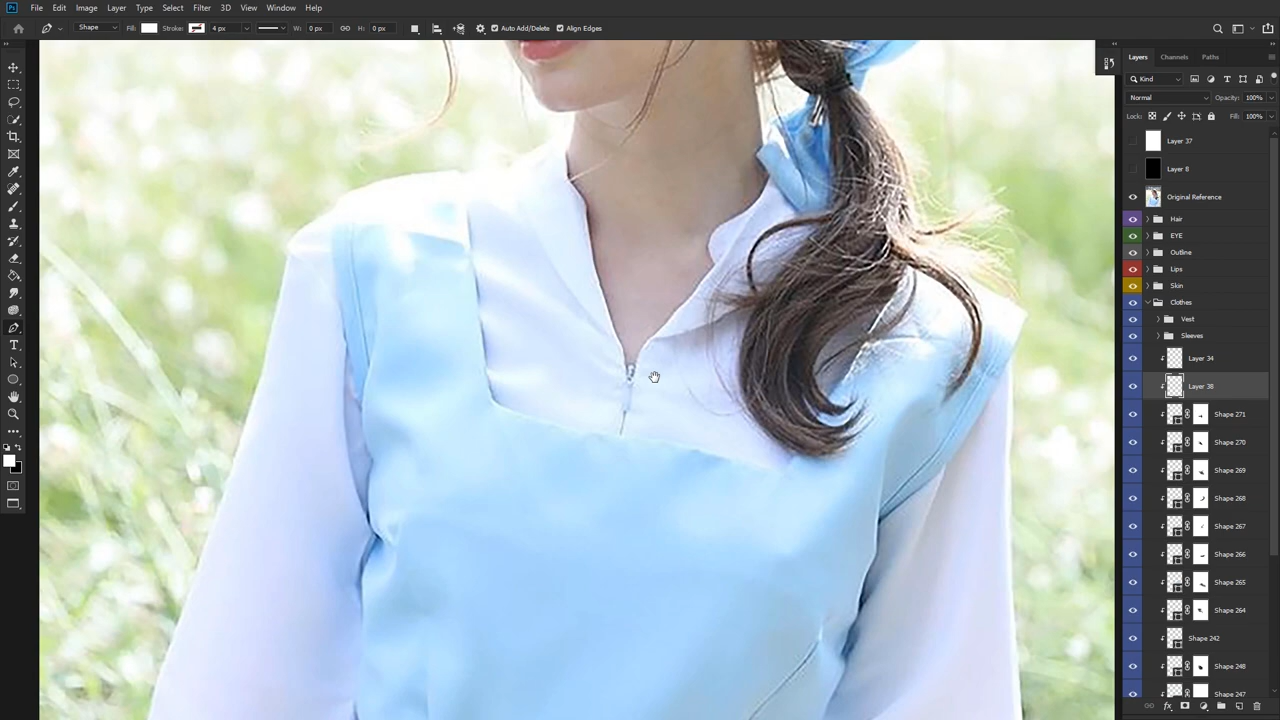 Ps File Edit Image Layer Type Select Filter 3D View Window Help
Shape Fill: Stroke: 4 px W: 0 px H: 0 px Auto Add/Delete Align Edges
Layers Channels Paths
Kind
Normal Opacity: 100%
Lock: Fill: 100%
Layer 37
Layer 8
Original Reference
Hair
EYE
Outline
Lips
Skin
Clothes
Vest
Sleeves
Layer 34
Layer 38
Shape 271
Shape 270
Shape 269
Shape 268
Shape 267
Shape 266
Shape 265
Shape 264
Shape 242
Shape 248
Shape 247